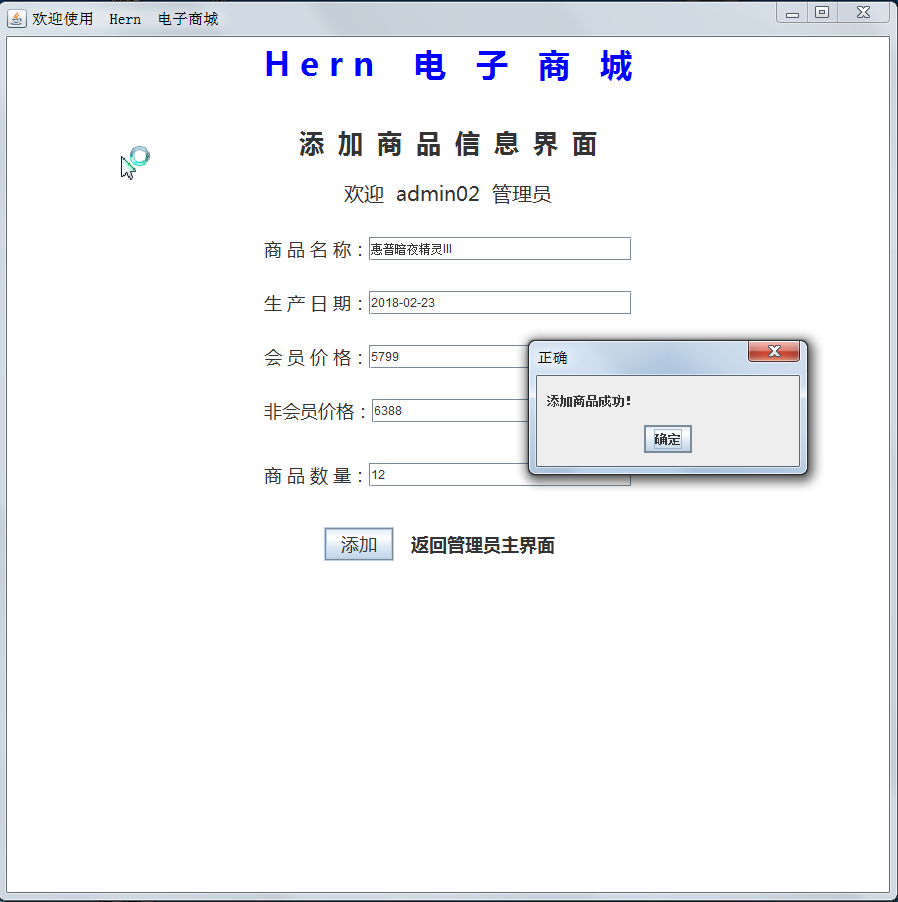 欢迎使用 Hern 电子商城
Hern 电子商城
添加商品信息界面
欢迎 admin02 管理员
商品名称：惠普暗夜精灵III
生产日期：2018-02-23
会员价格：5799
非会员价格：6388
商品数量：12
添加 返回管理员主界面
正确
添加商品成功！
确定